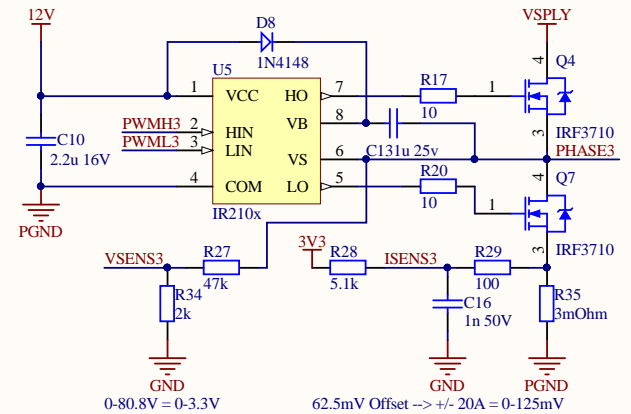 12V
D8
VSPLY
1N4148
4
Q4
U5
R17
1
VCC
HO
7
1
10
VB
8
PWMH3
2
HIN
3
IRF3710
PWML3
3
LIN
C131u 25v
C10
VS
6
PHASE3
2.2u 16V
R20
4
Q7
4
COM
LO
5
10
1
IR210x
PGND
3V3
R28
ISENS3
R29
3
IRF3710
VSENS3
R27
47k
5.1k
100
R34
C16
R35
2k
1n 50V
3mOhm
GND
GND
PGND
0-80.8V = 0-3.3V
62.5mV Offset --> +/- 20A = 0-125mV